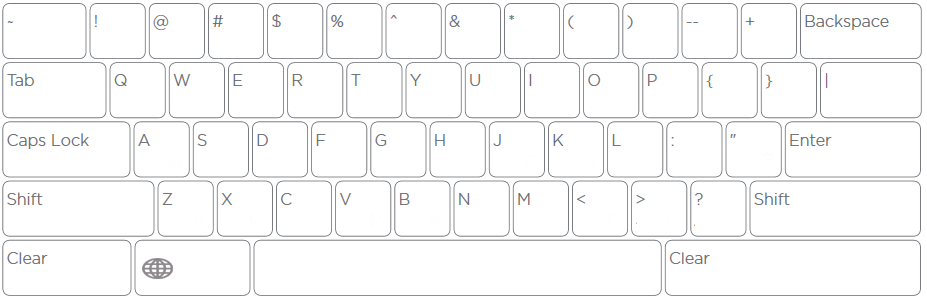 ~ ! @ # $ % ^ & * ( ) -- + Backspace
Tab Q W E R T Y U I O P { } |
Caps Lock A S D F G H J K L : " Enter
Shift Z X C V B N M < > ? Shift
Clear Clear